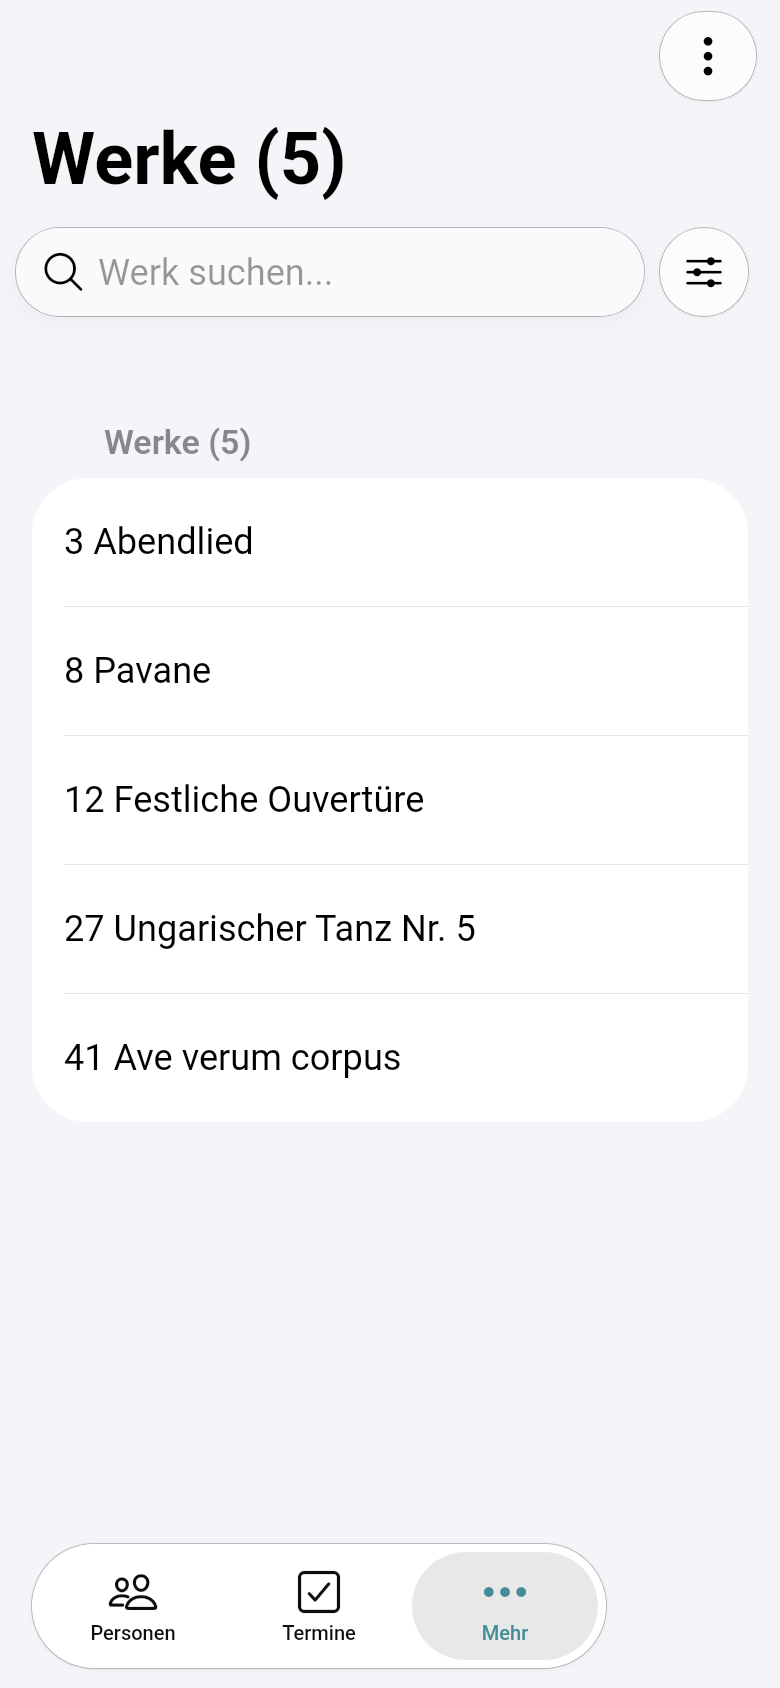 Werke (5)
Werk suchen...
Werke (5)
3 Abendlied
8 Pavane
12 Festliche Ouvertüre
27 Ungarischer Tanz Nr. 5
41 Ave verum corpus
Personen
Termine
Mehr